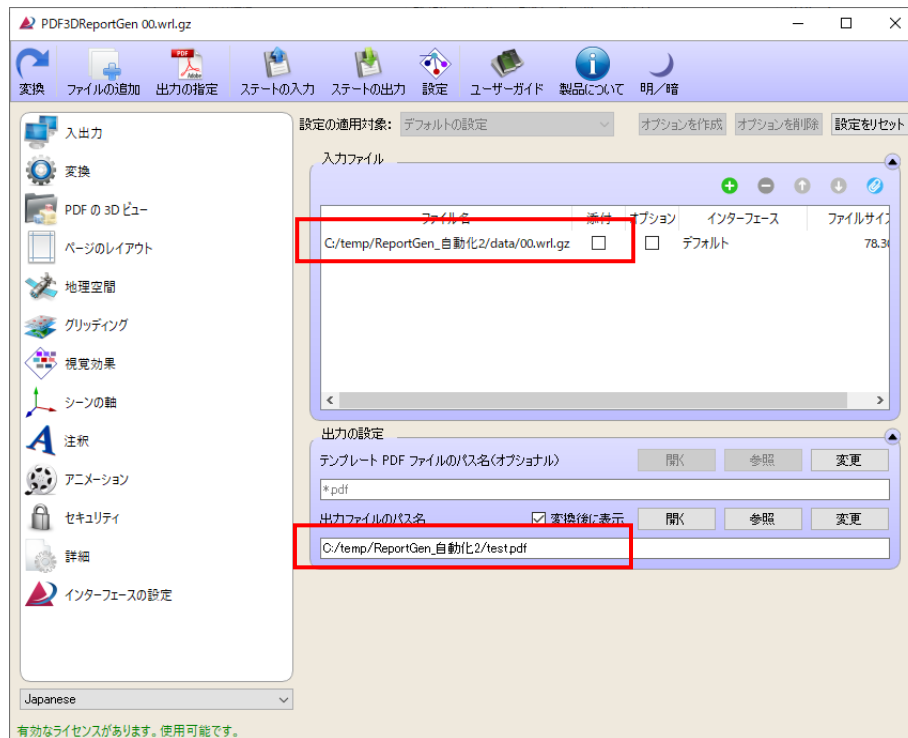 PDF3DReportGen 00.wrl.gz
変換 ファイルの追加 出力の指定 ステートの入力 ステートの出力 設定 ユーザーガイド 製品について 明／暗
PDF
Adobe
設定の適用対象: デフォルトの設定 オプションを作成 オプションを削除 設定をリセット
入出力
変換
PDF の 3D ビュー
ページのレイアウト
地理空間
グリッディング
視覚効果
シーンの軸
注釈
アニメーション
セキュリティ
詳細
インターフェースの設定
入力ファイル
ファイル名 添付 オプション インターフェース ファイルサイズ
C:/temp/ReportGen_自動化2/data/00.wrl.gz デフォルト 78.30
出力の設定
テンプレート PDF ファイルのパス名(オプショナル) 開く 参照 変更
*.pdf
出力ファイルのパス名 変換後に表示 開く 参照 変更
C:/temp/ReportGen_自動化2/test.pdf
Japanese
有効なライセンスがあります。使用可能です。